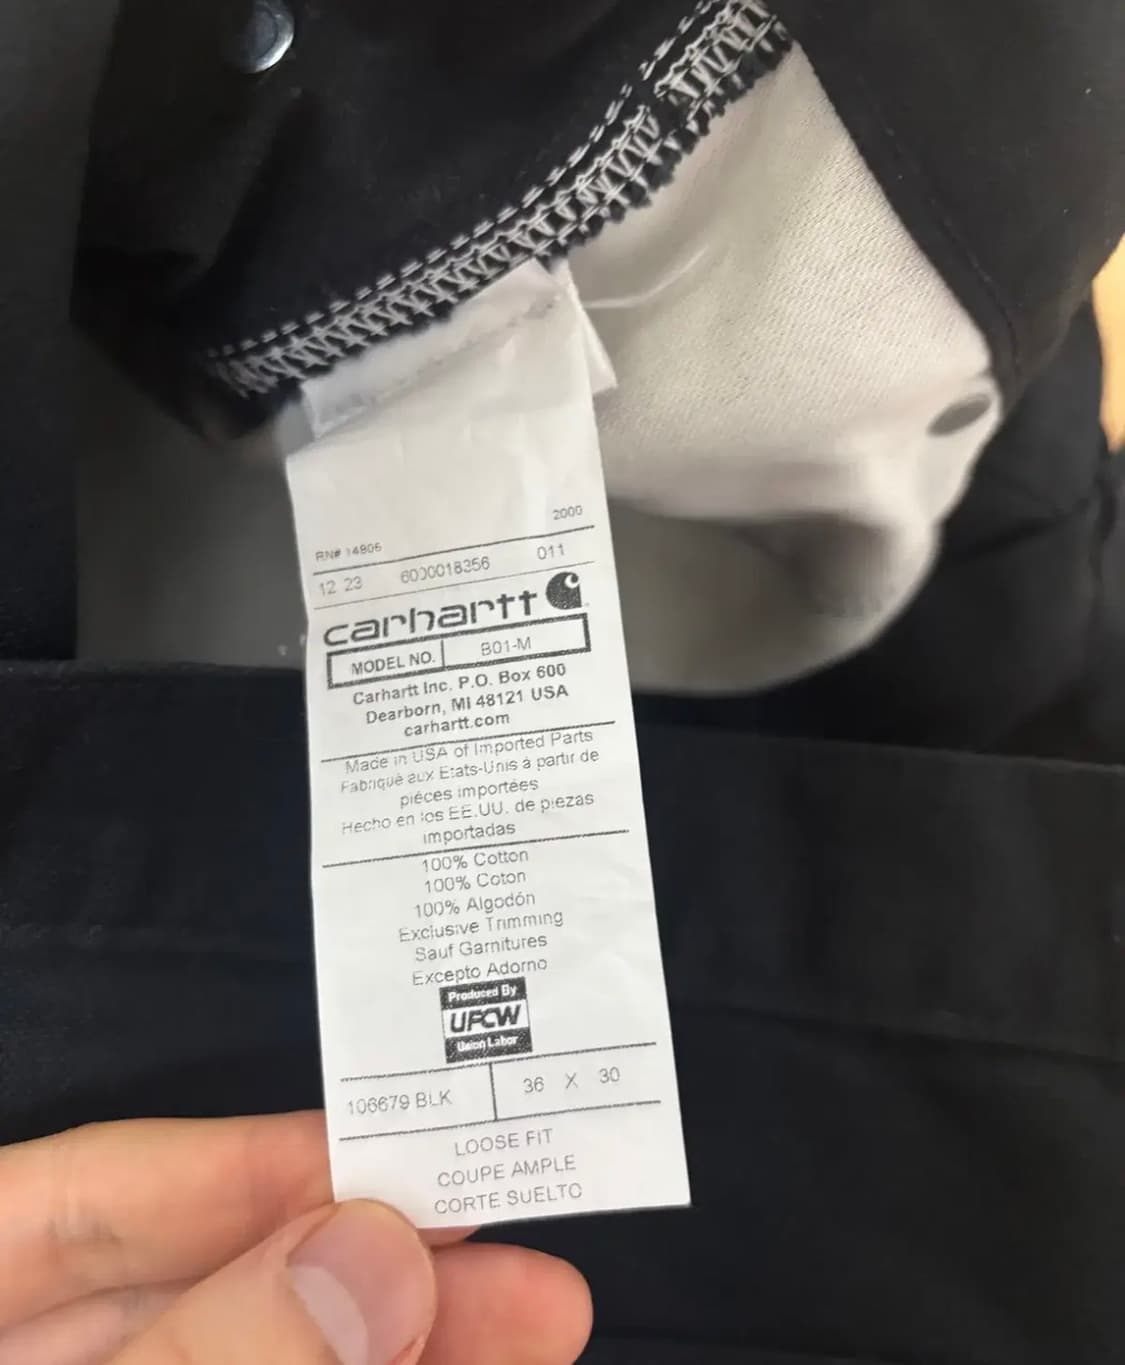 2000
RN# 14806
12 23 6000018356 011
carhartt
MODEL NO. B01-M
Carhartt Inc. P.O. Box 600
Dearborn, MI 48121 USA
carhartt.com
Made in USA of Imported Parts
Fabriqué aux Etats-Unis à partir de
piéces importées
Hecho en los EE.UU. de piezas
importadas
100% Cotton
100% Coton
100% Algodón
Exclusive Trimming
Sauf Garnitures
Excepto Adorno
Produced By
UFCW
Union Labor
106679 BLK 36 X 30
LOOSE FIT
COUPE AMPLE
CORTE SUELTO